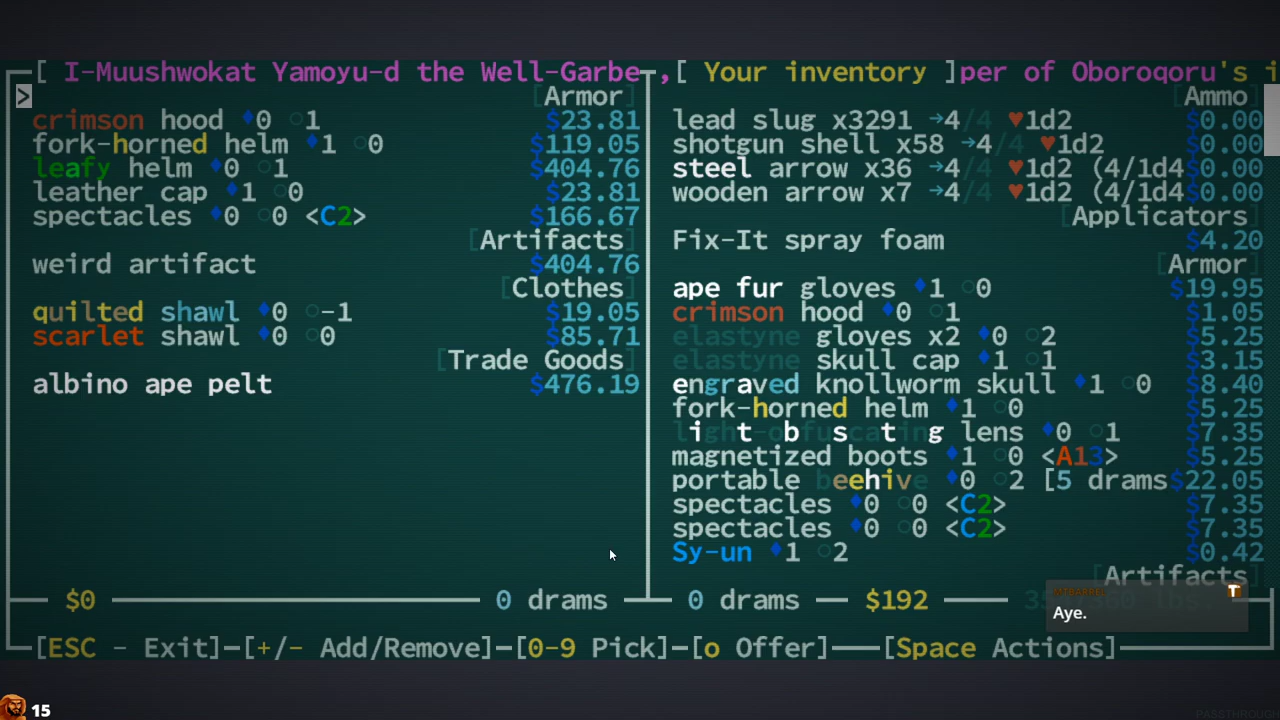 [ I-Muushwokat Yamoyu-d the Well-Garbe
>
[Armor]
crimson hood ♦0 ○1 $23.81
fork-horned helm ♦1 ○0 $119.05
leafy helm ♦0 ○1 $404.76
leather cap ♦1 ○0 $23.81
spectacles ♦0 ○0 <C2> $166.67
[Artifacts]
weird artifact $404.76
[Clothes]
quilted shawl ♦0 ○-1 $19.05
scarlet shawl ♦0 ○0 $85.71
[Trade Goods]
albino ape pelt $476.19
,[ Your inventory ]per of Oboroqoru's i
[Ammo]
lead slug x3291 →4/4 ♥1d2 $0.00
shotgun shell x58 →4/4 ♥1d2 $0.00
steel arrow x36 →4/4 ♥1d2 (4/1d4 $0.00
wooden arrow x7 →4/4 ♥1d2 (4/1d4 $0.00
[Applicators]
Fix-It spray foam $4.20
[Armor]
ape fur gloves ♦1 ○0 $19.95
crimson hood ♦0 ○1 $1.05
elastyne gloves x2 ♦0 ○2 $5.25
elastyne skull cap ♦1 ○1 $3.15
engraved knollworm skull ♦1 ○0 $8.40
fork-horned helm ♦1 ○0 $5.25
light-obfuscating lens ♦0 ○1 $7.35
magnetized boots ♦1 ○0 <A13> $5.25
portable beehive ♦0 ○2 [5 drams $22.05
spectacles ♦0 ○0 <C2> $7.35
spectacles ♦0 ○0 <C2> $7.35
Sy-un ♦1 ○2 $0.42
[Artifacts]
$0 0 drams 0 drams $192
Aye.
[ESC - Exit] [+/- Add/Remove] [0-9 Pick] [o Offer] [Space Actions]
15